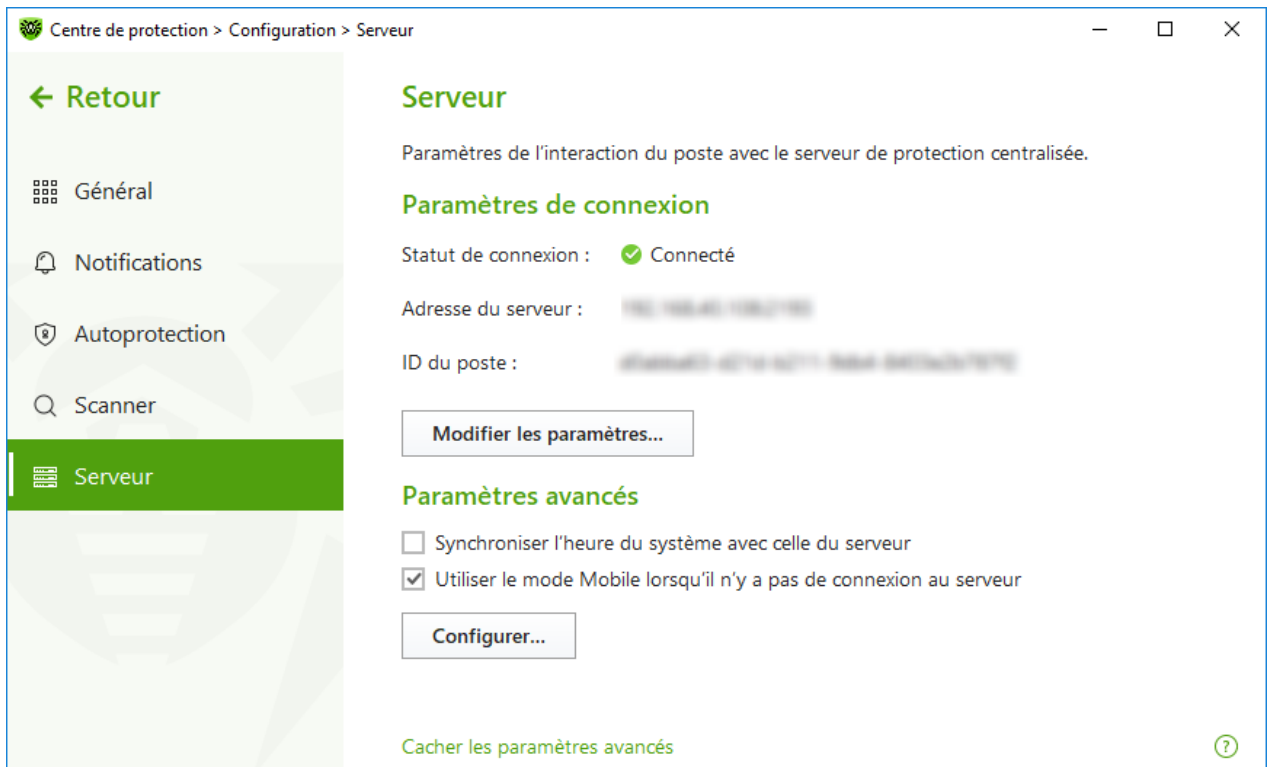 Centre de protection > Configuration > Serveur
Retour
Général
Notifications
Autoprotection
Scanner
Serveur
Serveur
Paramètres de l'interaction du poste avec le serveur de protection centralisée.
Paramètres de connexion
Statut de connexion : Connecté
Adresse du serveur :
ID du poste :
Modifier les paramètres...
Paramètres avancés
Synchroniser l'heure du système avec celle du serveur
Utiliser le mode Mobile lorsqu'il n'y a pas de connexion au serveur
Configurer...
Cacher les paramètres avancés
?